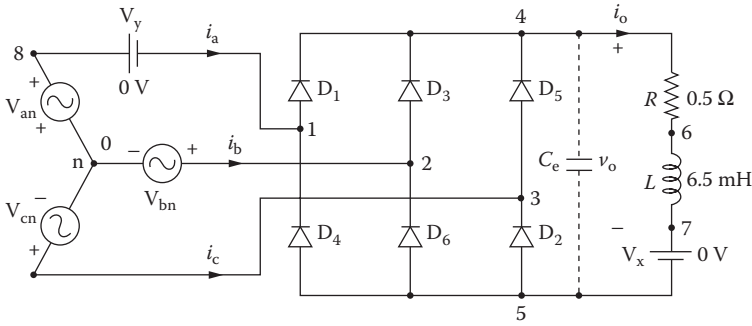 V_y
8
i_a
4
i_o
+
0 V
+
V_an
+
D_1
D_3
D_5
R
0.5 Ω
1
6
0
n
−
+
i_b
2
C_e
v_o
V_bn
L
6.5 mH
−
V_cn
+
3
−
7
D_4
D_6
D_2
V_x
0 V
i_c
5